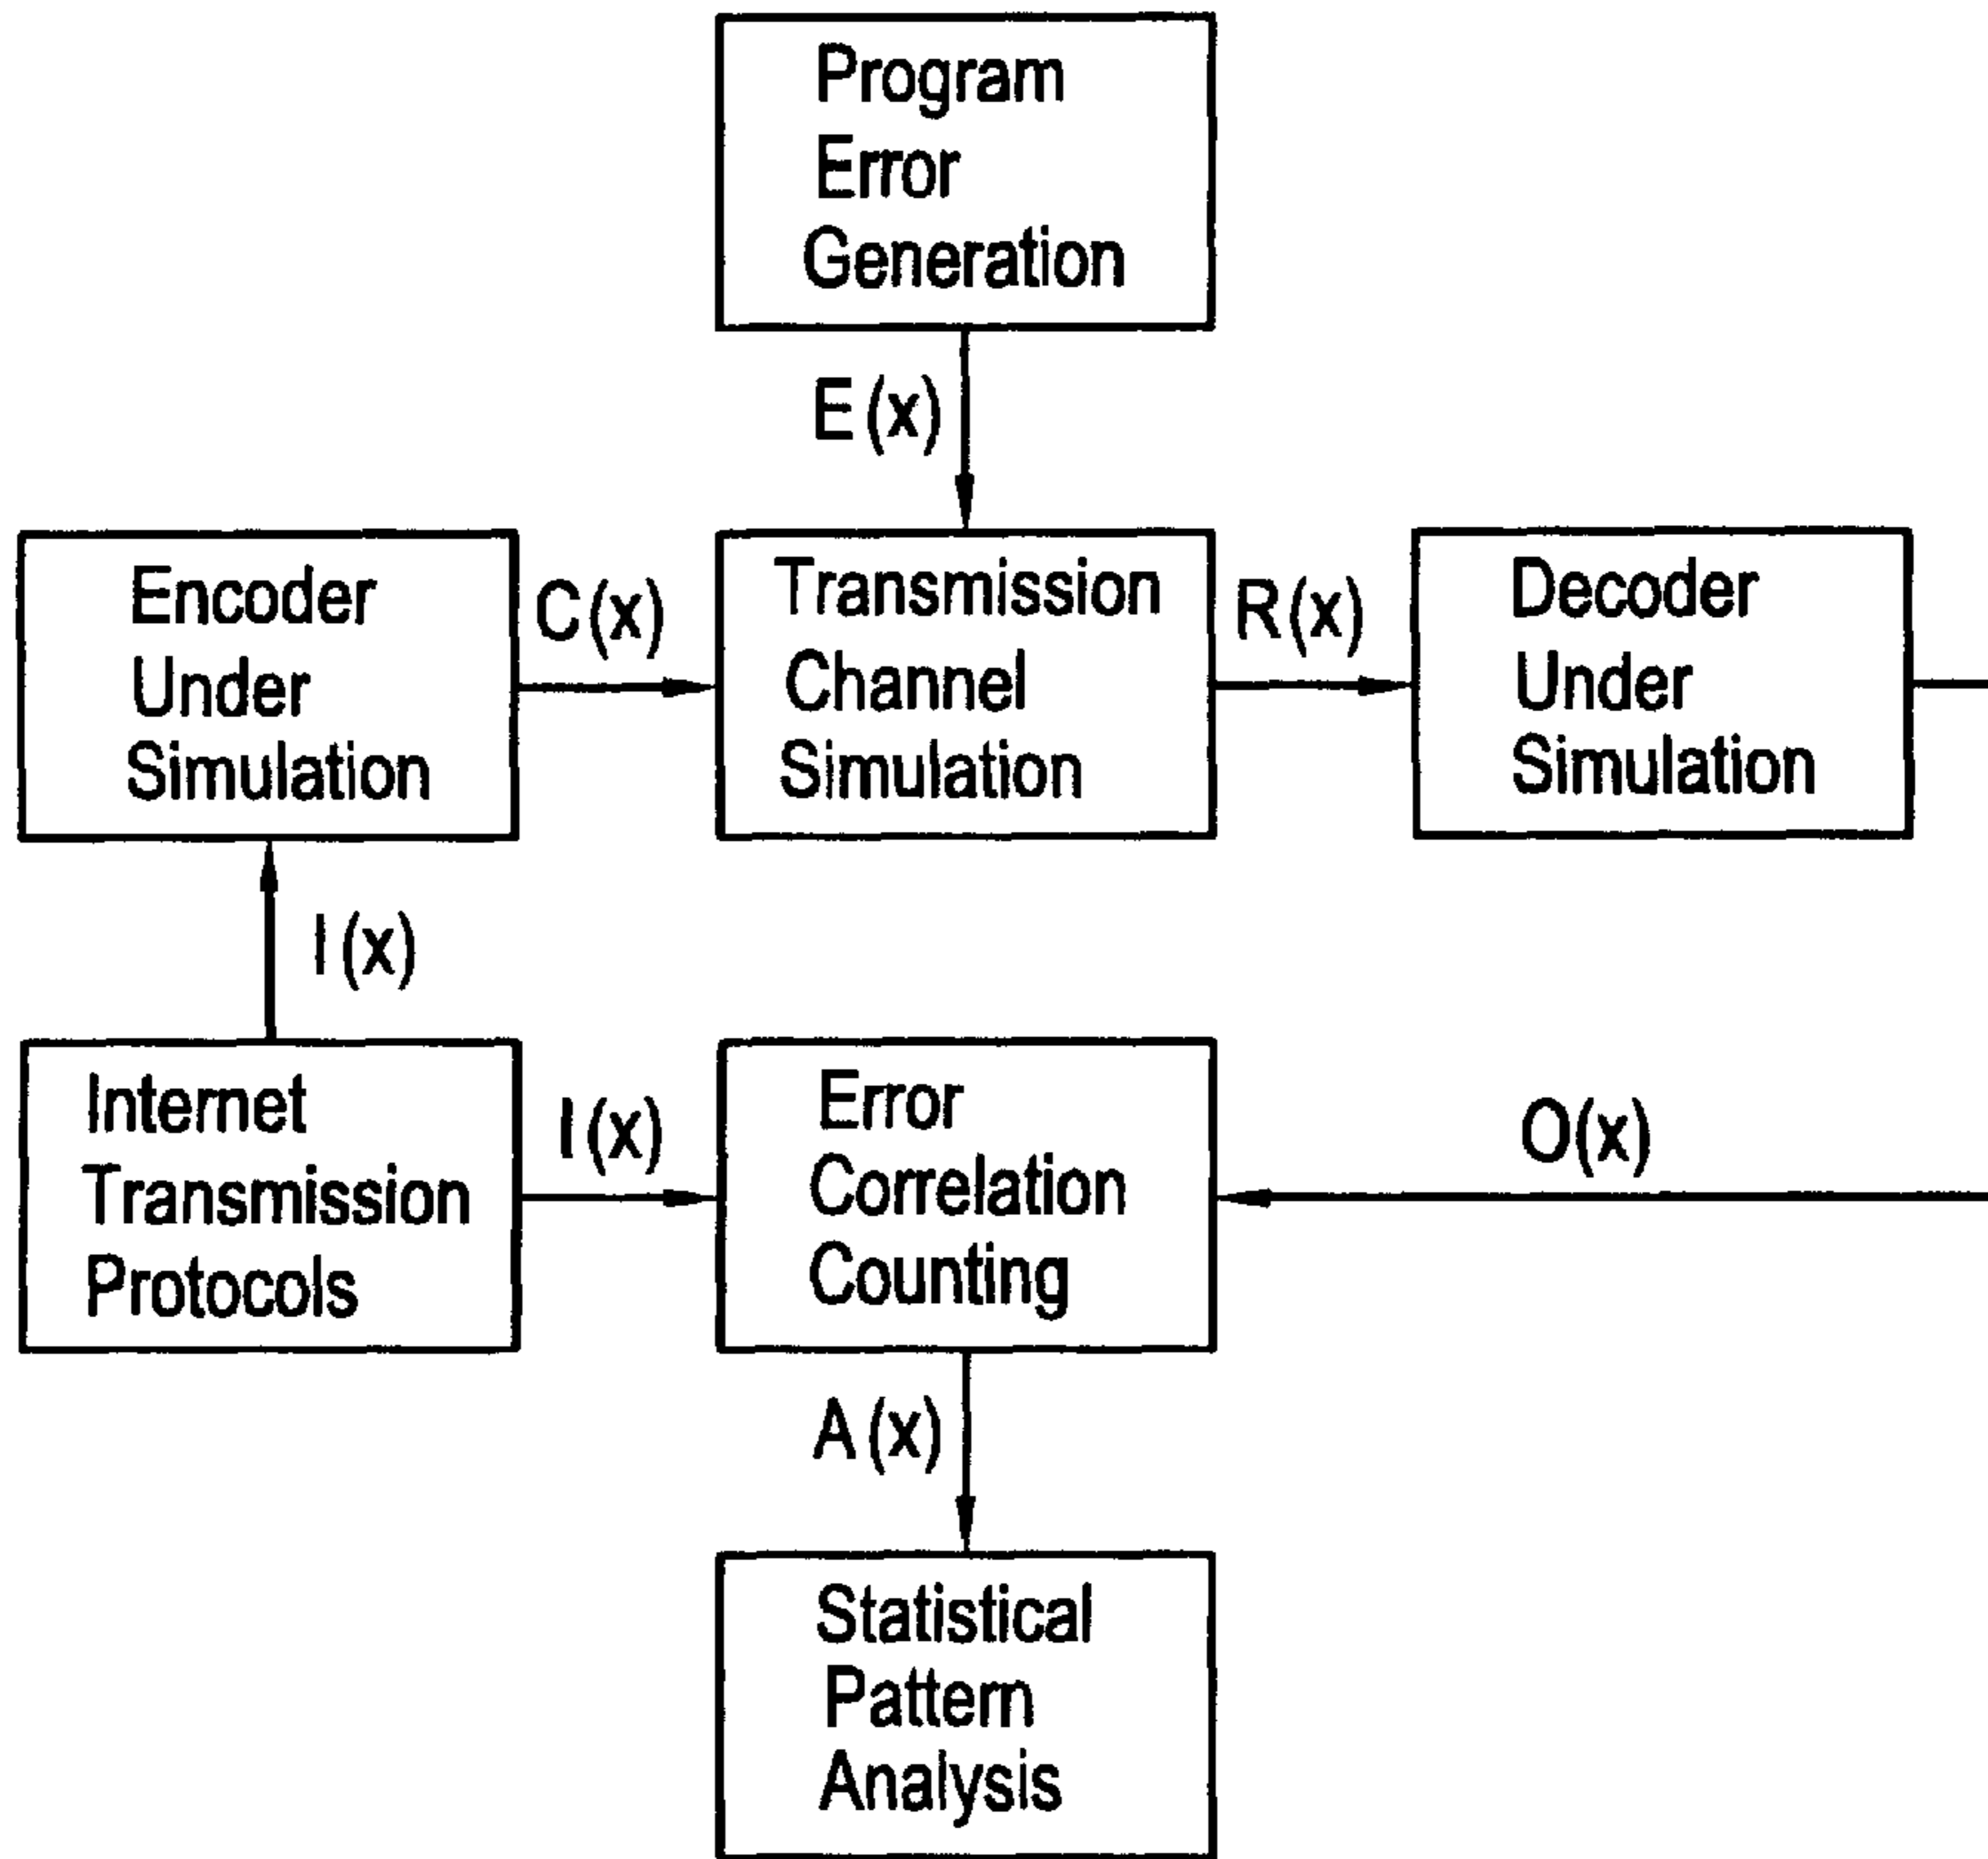 Program
Error
Generation
E(x)
Encoder
Under
Simulation
C(x)
Transmission
Channel
Simulation
R(x)
Decoder
Under
Simulation
I(x)
Internet
Transmission
Protocols
I(x)
Error
Correlation
Counting
O(x)
A(x)
Statistical
Pattern
Analysis